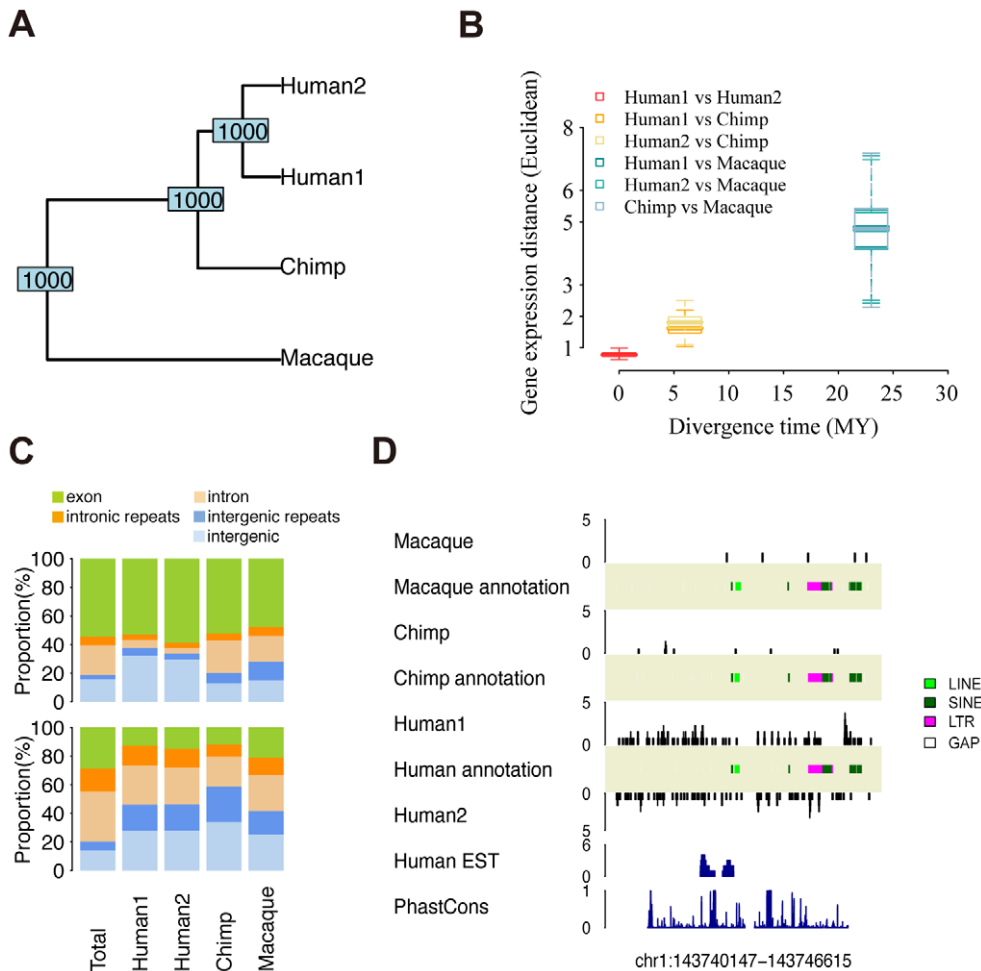 A
Human2
1000
Human1
1000
Chimp
1000
Macaque
B
Gene expression distance (Euclidean)
Human1 vs Human2
Human1 vs Chimp
Human2 vs Chimp
Human1 vs Macaque
Human2 vs Macaque
Chimp vs Macaque
8
6
5
3
2
1
0 5 10 15 20 25 30
Divergence time (MY)
C
exon intron
intronic repeats intergenic repeats
intergenic
Proportion(%)
100
80
60
40
20
0
Proportion(%)
100
80
60
40
20
0
Total Human1 Human2 Chimp Macaque
D
Macaque 5 0
Macaque annotation
Chimp 5 0
Chimp annotation
Human1 5 0
Human annotation
Human2 0 5
Human EST 6 0
PhastCons 1 0
chr1:143740147-143746615
LINE
SINE
LTR
GAP